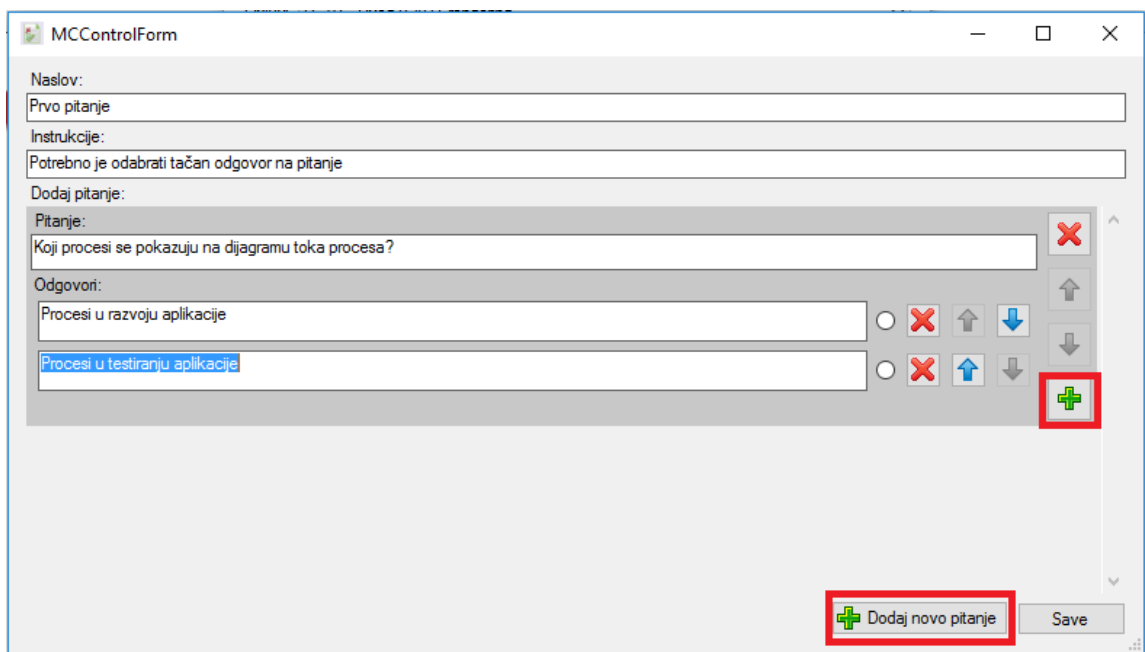 MCControlForm
Naslov:
Prvo pitanje
Instrukcije:
Potrebno je odabrati tačan odgovor na pitanje
Dodaj pitanje:
Pitanje:
Koji procesi se pokazuju na dijagramu toka procesa?
Odgovori:
Procesi u razvoju aplikacije
Procesi u testiranju aplikacije
Dodaj novo pitanje Save